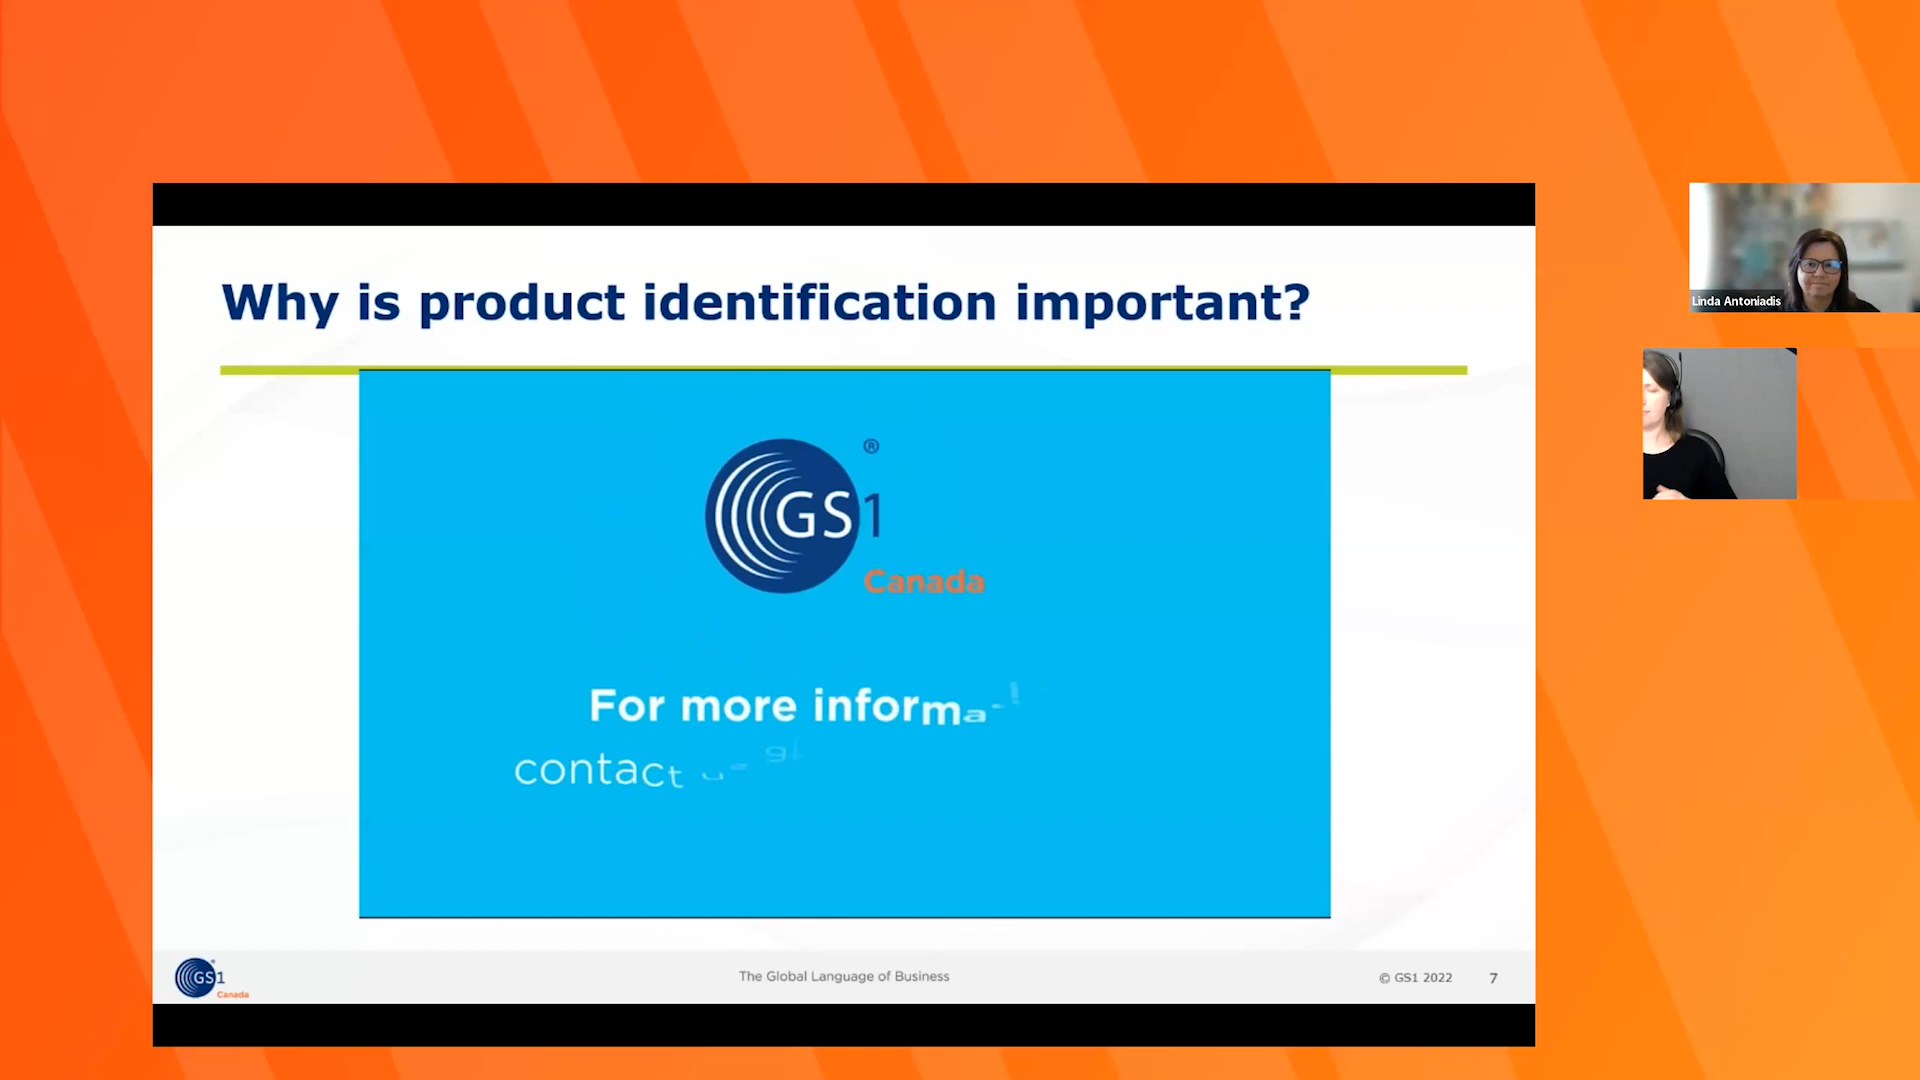 Why is product identification important?
GS1
®
Canada
For more informa
contact
GS1
Canada
The Global Language of Business
© GS1 2022
7
Linda Antoniadis